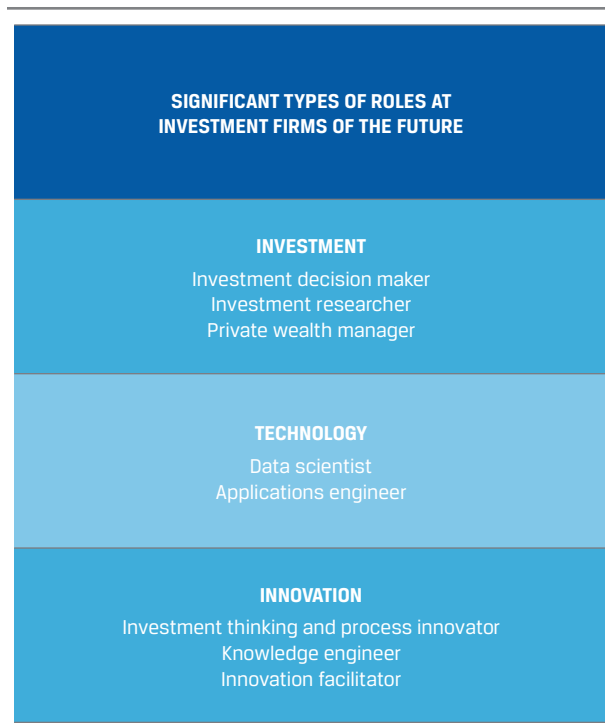 SIGNIFICANT TYPES OF ROLES AT
INVESTMENT FIRMS OF THE FUTURE
INVESTMENT
Investment decision maker
Investment researcher
Private wealth manager
TECHNOLOGY
Data scientist
Applications engineer
INNOVATION
Investment thinking and process innovator
Knowledge engineer
Innovation facilitator